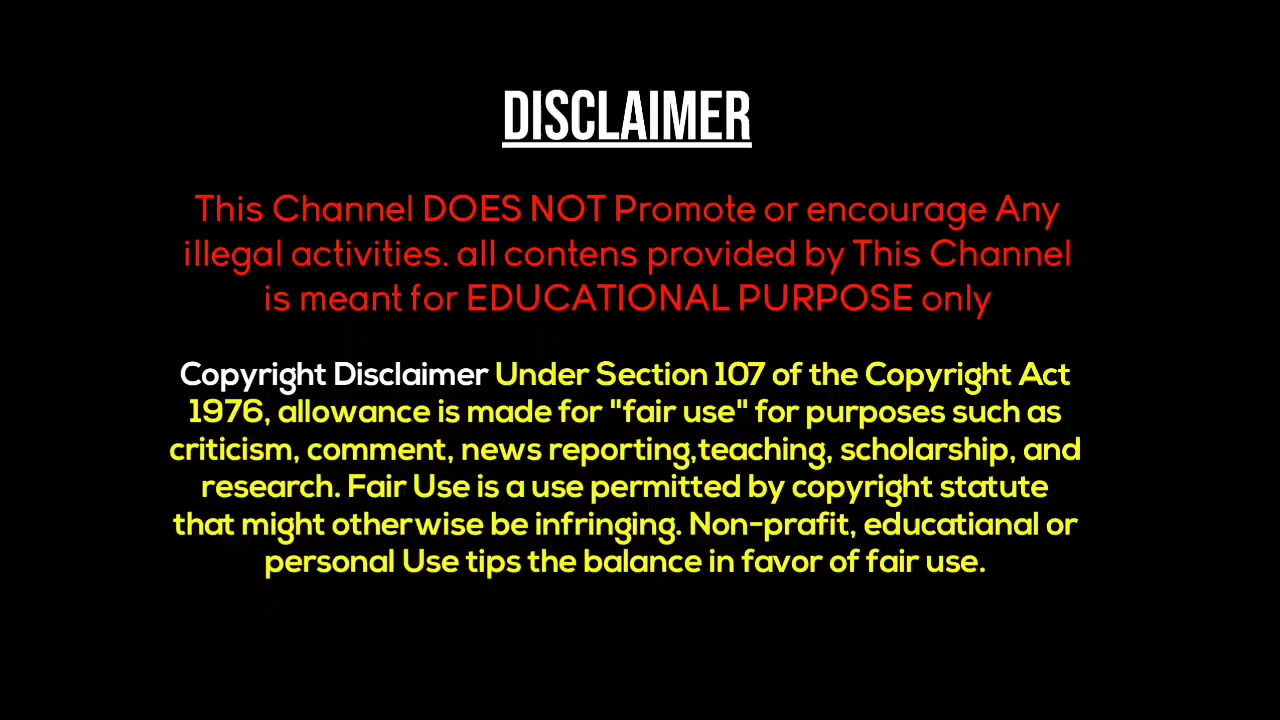 DISCLAIMER
This Channel DOES NOT Promote or encourage Any
illegal activities. all contens provided by This Channel
is meant for EDUCATIONAL PURPOSE only
Copyright Disclaimer Under Section 107 of the Copyright Act
1976, allowance is made for "fair use" for purposes such as
criticism, comment, news reporting,teaching, scholarship, and
research. Fair Use is a use permitted by copyright statute
that might otherwise be infringing. Non-prafit, educatianal or
personal Use tips the balance in favor of fair use.